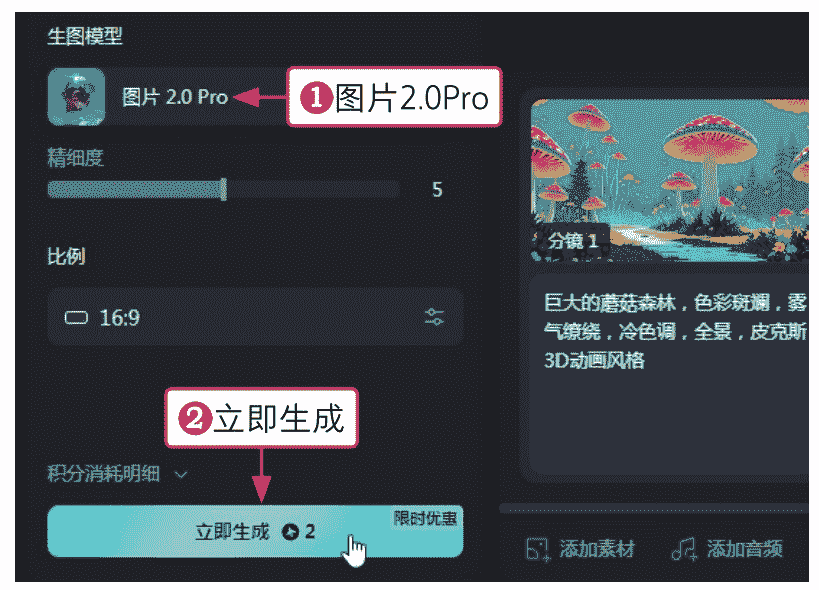 生图模型
图片 2.0 Pro
❶图片2.0Pro
精细度
5
比例
16:9
❷立即生成
积分消耗明细
立即生成 2
限时优惠
分镜 1
巨大的蘑菇森林，色彩斑斓，雾
气缭绕，冷色调，全景，皮克斯
3D动画风格
添加素材
添加音频